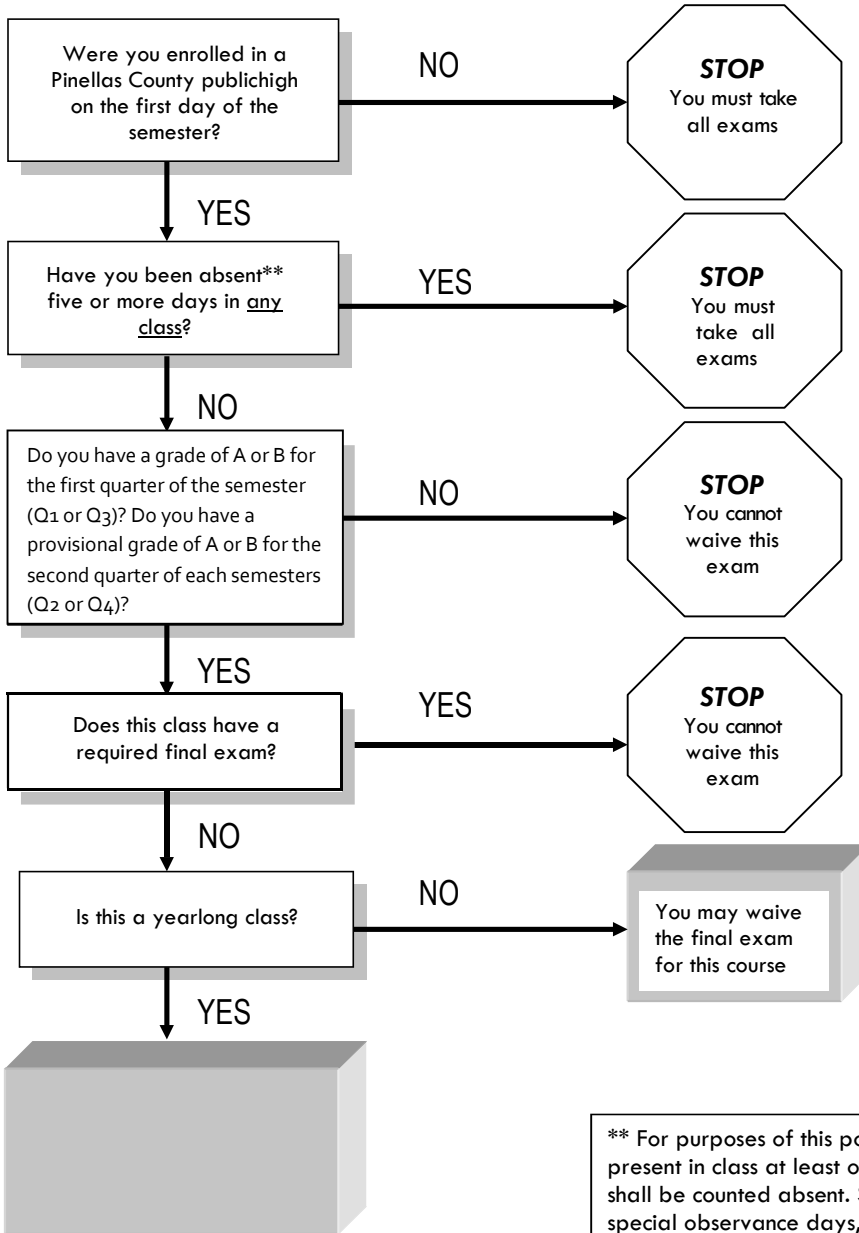 Were you enrolled in a
Pinellas County publichigh
on the first day of the
semester?
NO
STOP
You must take
all exams
YES
Have you been absent**
five or more days in any
class?
YES
STOP
You must
take all
exams
NO
Do you have a grade of A or B for
the first quarter of the semester
(Q1 or Q3)? Do you have a
provisional grade of A or B for the
second quarter of each semesters
(Q2 or Q4)?
NO
STOP
You cannot
waive this
exam
YES
Does this class have a
required final exam?
YES
STOP
You cannot
waive this
exam
NO
Is this a yearlong class?
NO
You may waive
the final exam
for this course
YES
** For purposes of this
present in class at least
shall be counted absent.
special observance days,